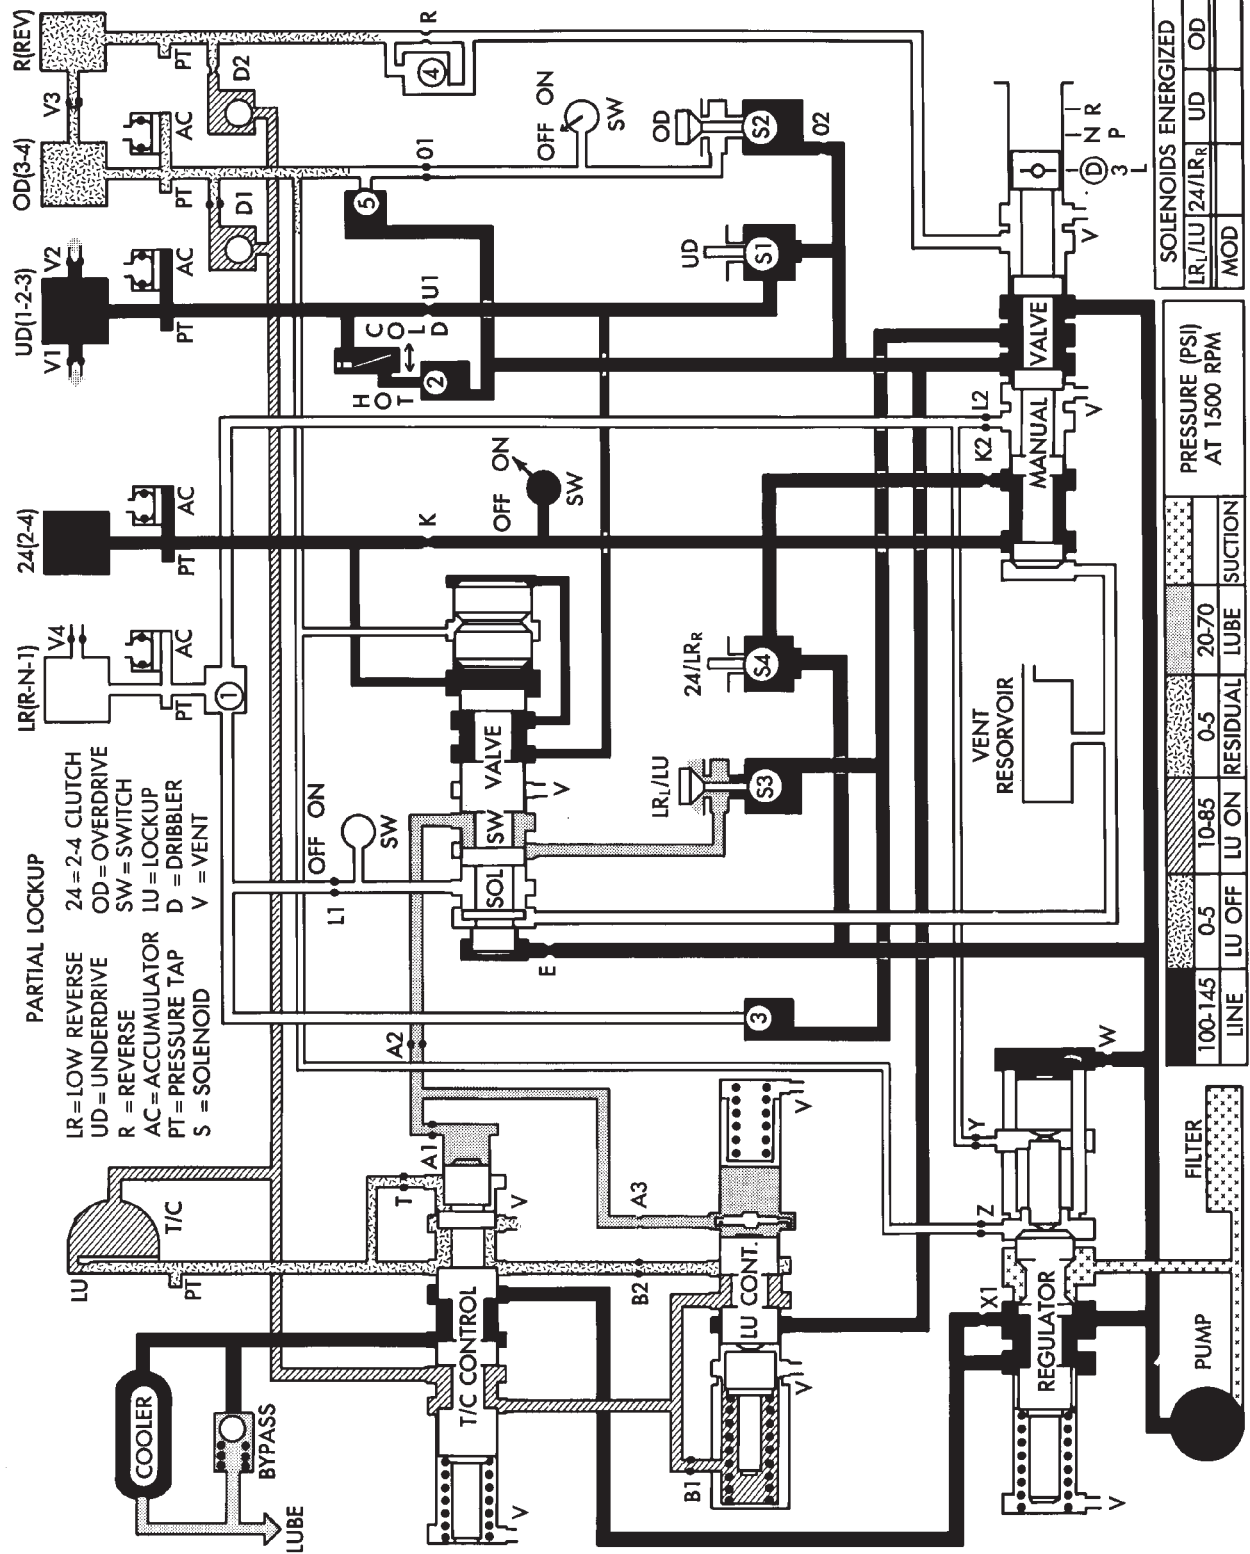 PARTIAL LOCKUP
LR = LOW REVERSE
UD = UNDERDRIVE
R = REVERSE
AC = ACCUMULATOR
PT = PRESSURE TAP
S = SOLENOID
24 = 2-4 CLUTCH
OD = OVERDRIVE
SW = SWITCH
LU = LOCKUP
D = DRIBBLER
V = VENT
LR(R-N-1)
V4
PT
AC
1
24(2-4)
PT
AC
K
OFF ON
SW
UD(1-2-3)
V1
V2
PT
AC
U1
HOT
COLD
2
OD(3-4)
V3
PT
AC
D1
5
O1
OFF ON
SW
R(REV)
PT
D2
4
R
LU
T/C
PT
COOLER
BYPASS
LUBE
T
A1
A2
A3
T/C CONTROL
V
V
L1
OFF ON
SW
SOL SW VALVE
V
E
3
LRL/LU
S3
24/LRR
S4
UD
S1
OD
S2
O2
B1
B2
LU CONT.
V
V
VENT
RESORVOIR
K2
L2
MANUAL VALVE
V
V
R
N
P
D
3
L
X1
Z
Y
W
REGULATOR
V
PUMP
FILTER
100-145
LINE
0-5
LU OFF
10-85
LU ON
0-5
RESIDUAL
20-70
LUBE
SUCTION
PRESSURE (PSI)
AT 1500 RPM
SOLENOIDS ENERGIZED
LRL/LU 24/LRR UD OD
MOD